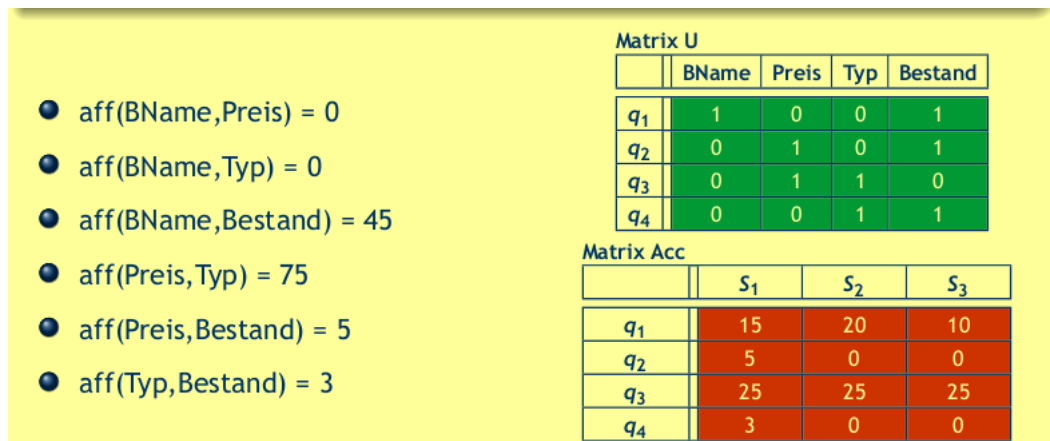 aff(BName,Preis) = 0
aff(BName,Typ) = 0
aff(BName,Bestand) = 45
aff(Preis,Typ) = 75
aff(Preis,Bestand) = 5
aff(Typ,Bestand) = 3
Matrix U
BName Preis Typ Bestand
q1 1 0 0 1
q2 0 1 0 1
q3 0 1 1 0
q4 0 0 1 1
Matrix Acc
S1 S2 S3
q1 15 20 10
q2 5 0 0
q3 25 25 25
q4 3 0 0